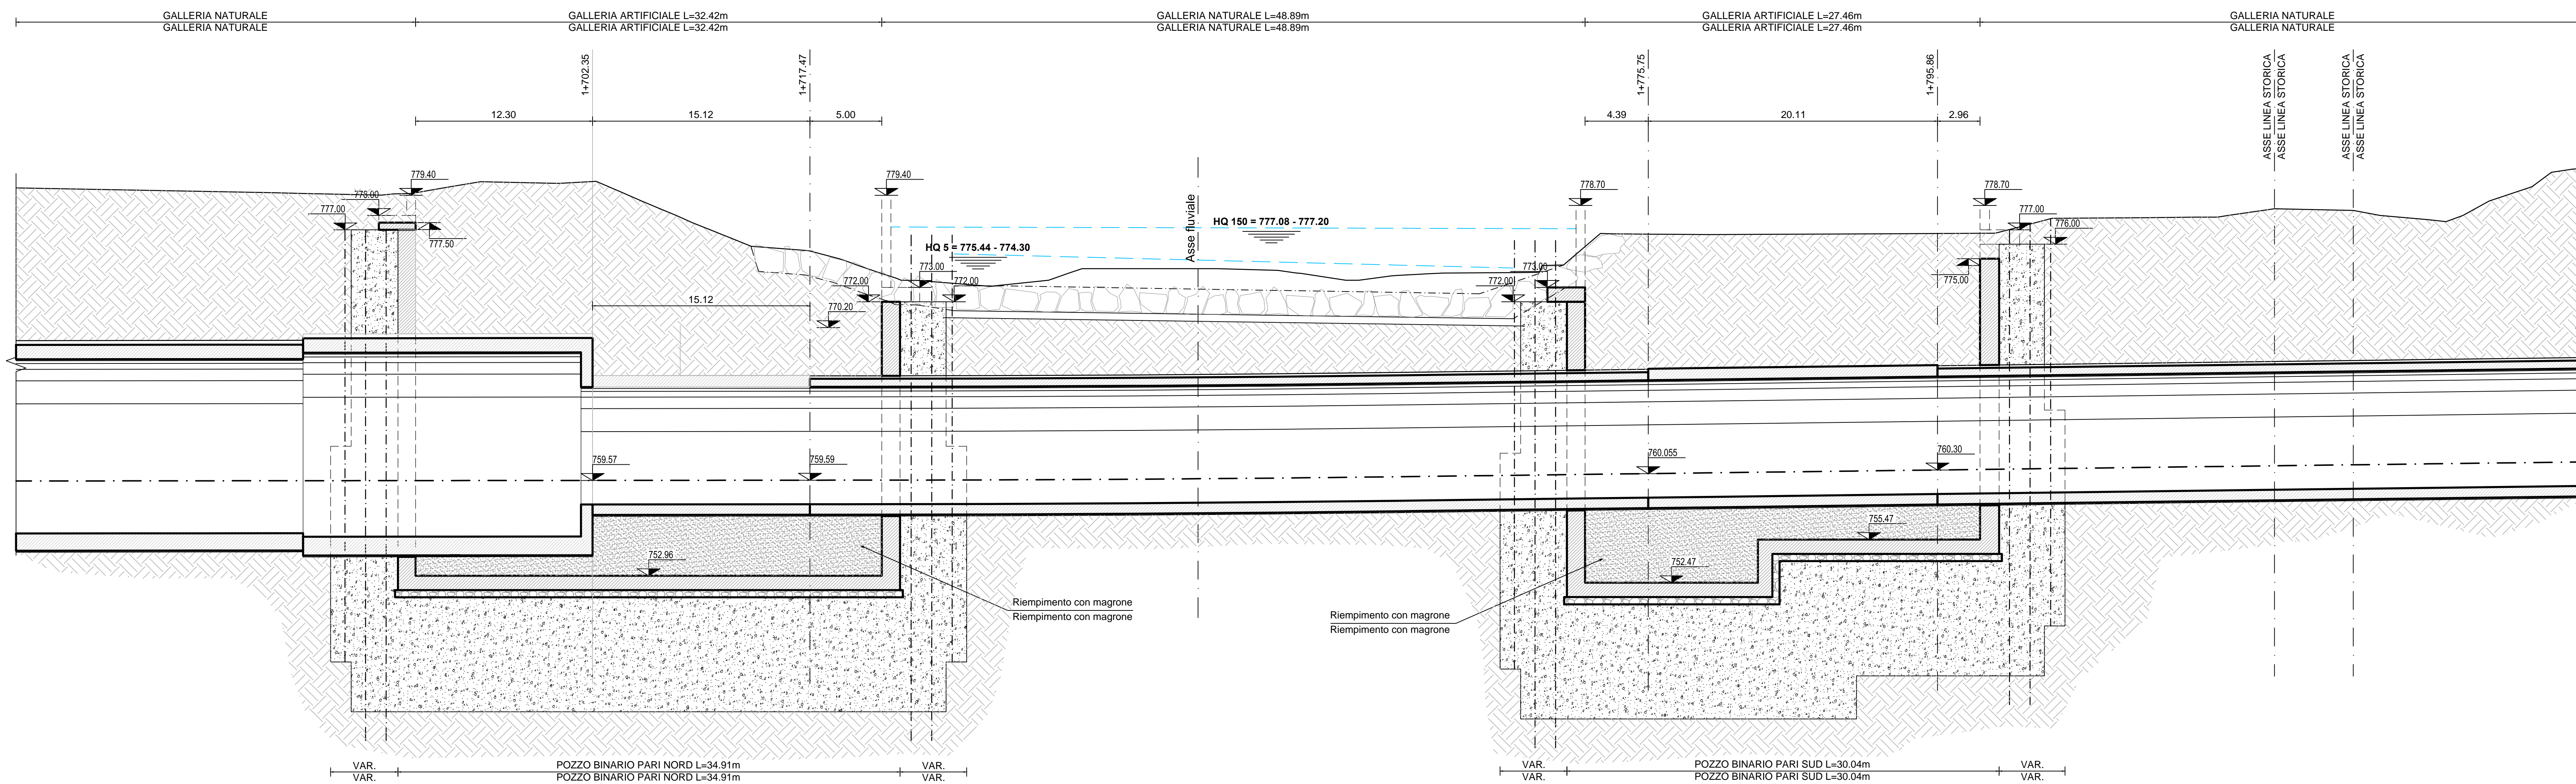 GALLERIA NATURALE
GALLERIA NATURALE
GALLERIA ARTIFICIALE L=32.42m
GALLERIA ARTIFICIALE L=32.42m
GALLERIA NATURALE L=48.89m
GALLERIA NATURALE L=48.89m
GALLERIA ARTIFICIALE L=27.46m
GALLERIA ARTIFICIALE L=27.46m
GALLERIA NATURALE
GALLERIA NATURALE
1+702.35
1+717.47
1+775.75
1+795.86
ASSE LINEA STORICA
ASSE LINEA STORICA
ASSE LINEA STORICA
ASSE LINEA STORICA
12.30
15.12
5.00
4.39
20.11
2.96
779.40
778.00
777.00
777.50
779.40
Asse fluviale
HQ 150 = 777.08 - 777.20
HQ 5 = 775.44 - 774.30
778.70
778.70
777.00
776.00
775.00
773.00
772.00
772.00
770.20
15.12
773.00
772.00
759.57
759.59
760.055
760.30
752.96
755.47
752.47
Riempimento con magrone
Riempimento con magrone
Riempimento con magrone
Riempimento con magrone
VAR.
VAR.
POZZO BINARIO PARI NORD L=34.91m
POZZO BINARIO PARI NORD L=34.91m
VAR.
VAR.
VAR.
VAR.
POZZO BINARIO PARI SUD L=30.04m
POZZO BINARIO PARI SUD L=30.04m
VAR.
VAR.